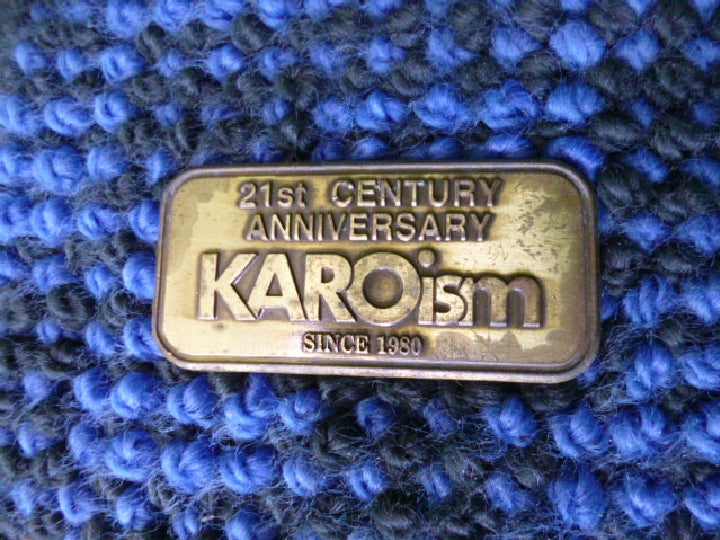 21st CENTURY
ANNIVERSARY
KAROism
SINCE 1980